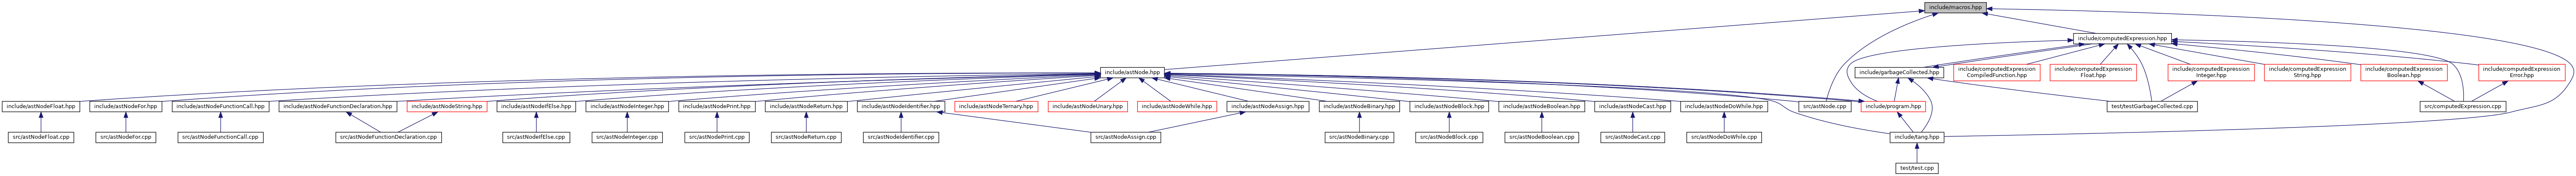 include/macros.hpp
include/computedExpression.hpp
include/astNode.hpp
include/garbageCollected.hpp
include/computedExpression
CompiledFunction.hpp
include/computedExpression
Float.hpp
include/computedExpression
Integer.hpp
include/computedExpression
String.hpp
include/computedExpression
Boolean.hpp
include/computedExpression
Error.hpp
include/astNodeFloat.hpp
include/astNodeFor.hpp
include/astNodeFunctionCall.hpp
include/astNodeFunctionDeclaration.hpp
include/astNodeString.hpp
include/astNodeIfElse.hpp
include/astNodeInteger.hpp
include/astNodePrint.hpp
include/astNodeReturn.hpp
include/astNodeIdentifier.hpp
include/astNodeTernary.hpp
include/astNodeUnary.hpp
include/astNodeWhile.hpp
include/astNodeAssign.hpp
include/astNodeBinary.hpp
include/astNodeBlock.hpp
include/astNodeBoolean.hpp
include/astNodeCast.hpp
include/astNodeDoWhile.hpp
src/astNode.cpp
include/program.hpp
test/testGarbageCollected.cpp
src/computedExpression.cpp
src/astNodeFloat.cpp
src/astNodeFor.cpp
src/astNodeFunctionCall.cpp
src/astNodeFunctionDeclaration.cpp
src/astNodeIfElse.cpp
src/astNodeInteger.cpp
src/astNodePrint.cpp
src/astNodeReturn.cpp
src/astNodeIdentifier.cpp
src/astNodeAssign.cpp
src/astNodeBinary.cpp
src/astNodeBlock.cpp
src/astNodeBoolean.cpp
src/astNodeCast.cpp
src/astNodeDoWhile.cpp
include/tang.hpp
test/test.cpp